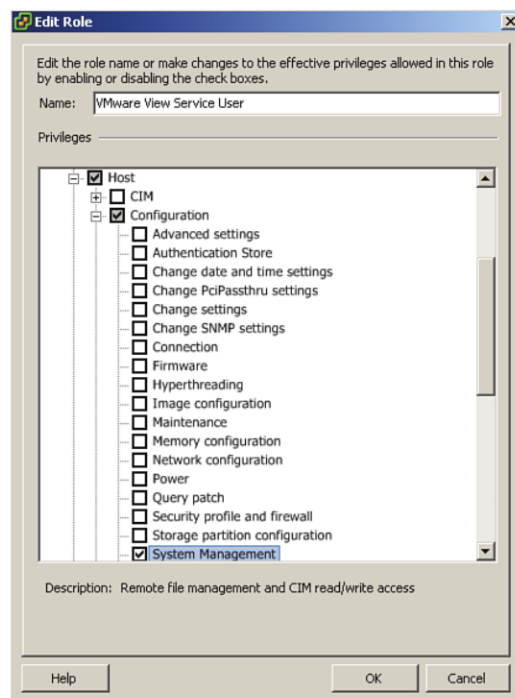 Edit Role
Edit the role name or make changes to the effective privileges allowed in this role
by enabling or disabling the check boxes.
Name: VMware View Service User
Privileges
Host
CIM
Configuration
Advanced settings
Authentication Store
Change date and time settings
Change PciPassthru settings
Change settings
Change SNMP settings
Connection
Firmware
Hyperthreading
Image configuration
Maintenance
Memory configuration
Network configuration
Power
Query patch
Security profile and firewall
Storage partition configuration
System Management
Description: Remote file management and CIM read/write access
Help OK Cancel